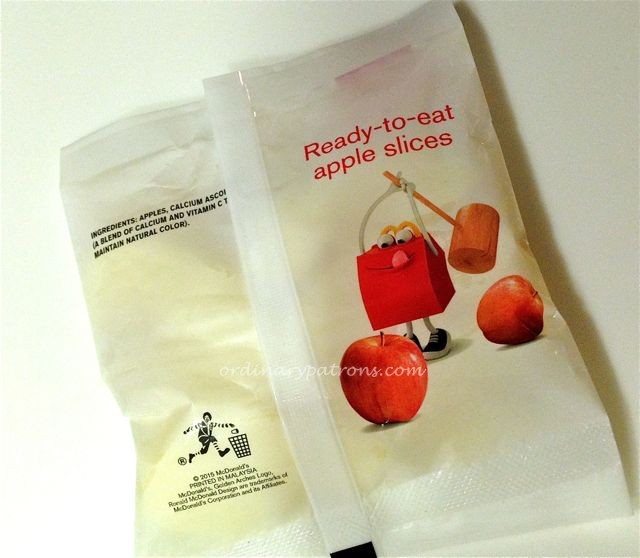 Ready-to-eat
apple slices
INGREDIENTS: APPLES, CALCIUM
(A BLEND OF CALCIUM AND VITAMIN C
MAINTAIN NATURAL COLOR).
ordinarypatrons.com
®
© 2015 McDonald's
PRINTED IN MALAYSIA
McDonald's, Golden Arches Logo,
Ronald McDonald Design are trademarks of
McDonald's Corporation and its Affiliates.